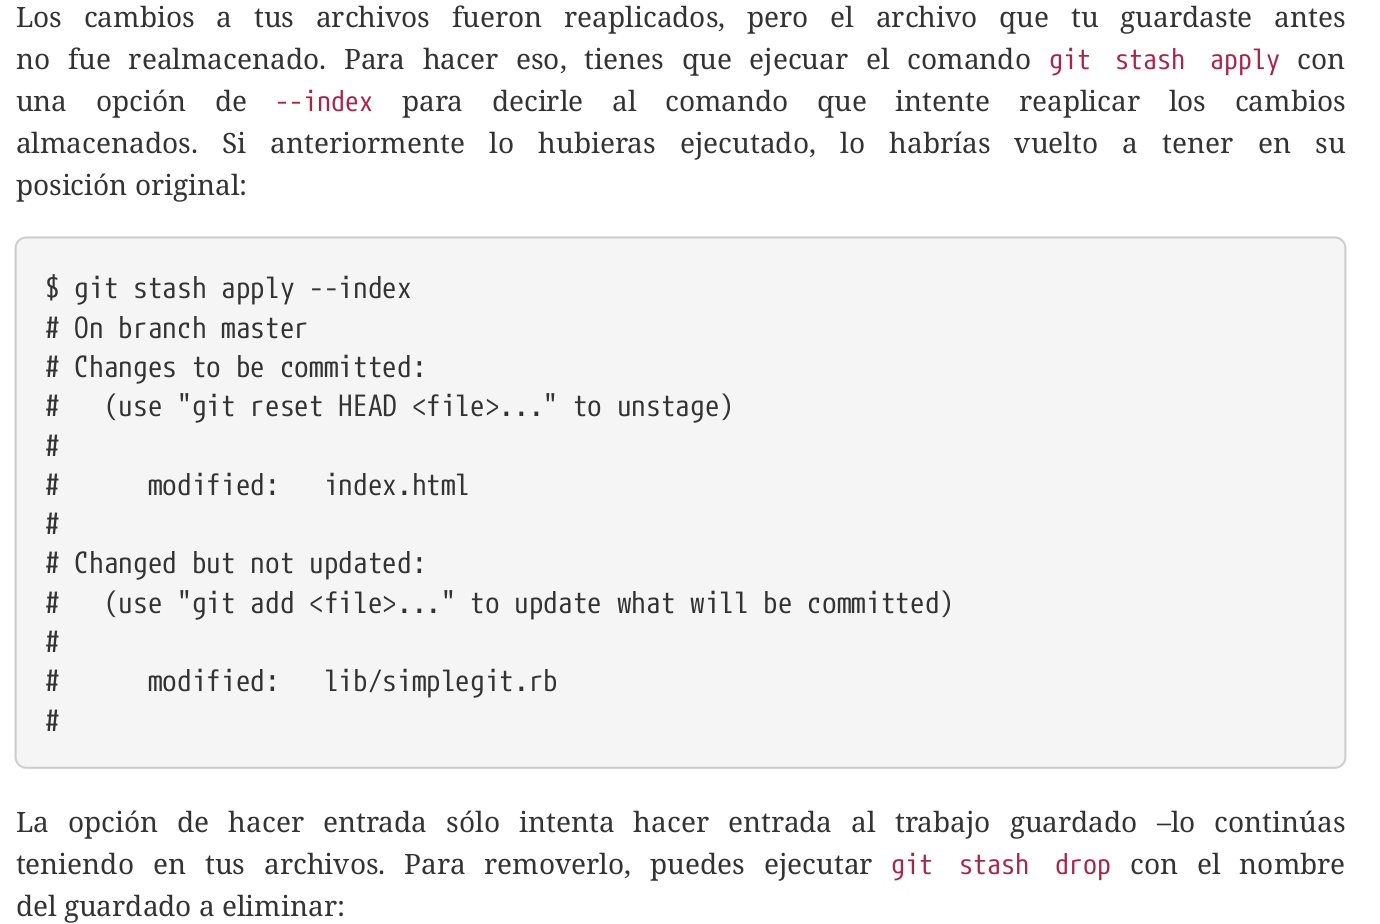 Los cambios a tus archivos fueron reaplicados, pero el archivo que tu guardaste antes
no fue realmacenado. Para hacer eso, tienes que ejecuar el comando git stash apply con
una opción de --index para decirle al comando que intente reaplicar los cambios
almacenados. Si anteriormente lo hubieras ejecutado, lo habrías vuelto a tener en su
posición original:
$ git stash apply --index
# On branch master
# Changes to be committed:
#   (use "git reset HEAD <file>..." to unstage)
#
#      modified:   index.html
#
# Changed but not updated:
#   (use "git add <file>..." to update what will be committed)
#
#      modified:   lib/simplegit.rb
#
La opción de hacer entrada sólo intenta hacer entrada al trabajo guardado –lo continúas
teniendo en tus archivos. Para removerlo, puedes ejecutar git stash drop con el nombre
del guardado a eliminar: